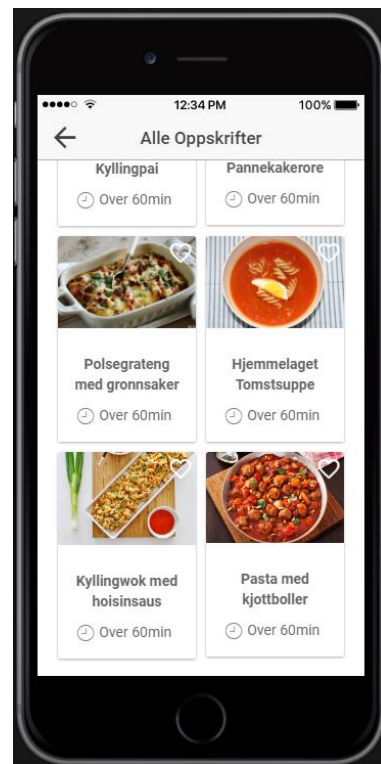 12:34 PM 100%
Alle Oppskrifter
Kyllingpai
Over 60min
Pannekakerore
Over 60min
Polsegrateng
med gronnsaker
Over 60min
Hjemmelaget
Tomstsuppe
Over 60min
Kyllingwok med
hoisinsaus
Over 60min
Pasta med
kjottboller
Over 60min